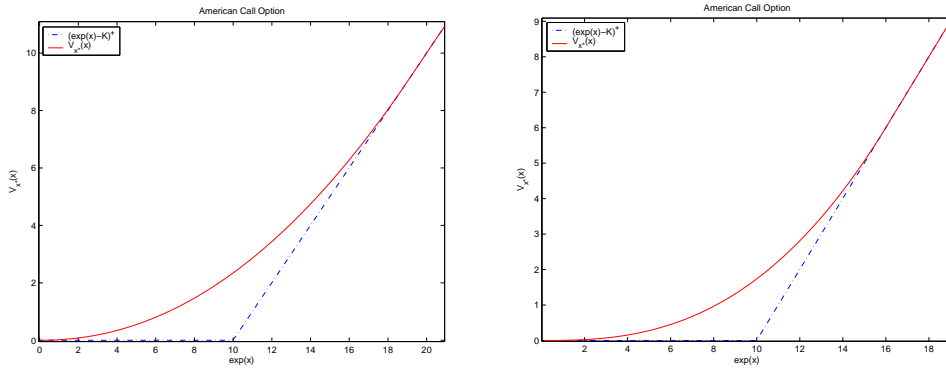 American Call Option
(exp(x)−K)+
Vx*(x)
10
8
6
4
2
0
Vx*(x)
0 2 4 6 8 10 12 14 16 18 20
exp(x)
American Call Option
(exp(x)−K)+
Vx*(x)
9
8
7
6
5
4
3
2
1
0
Vx*(x)
2 4 6 8 10 12 14 16 18
exp(x)